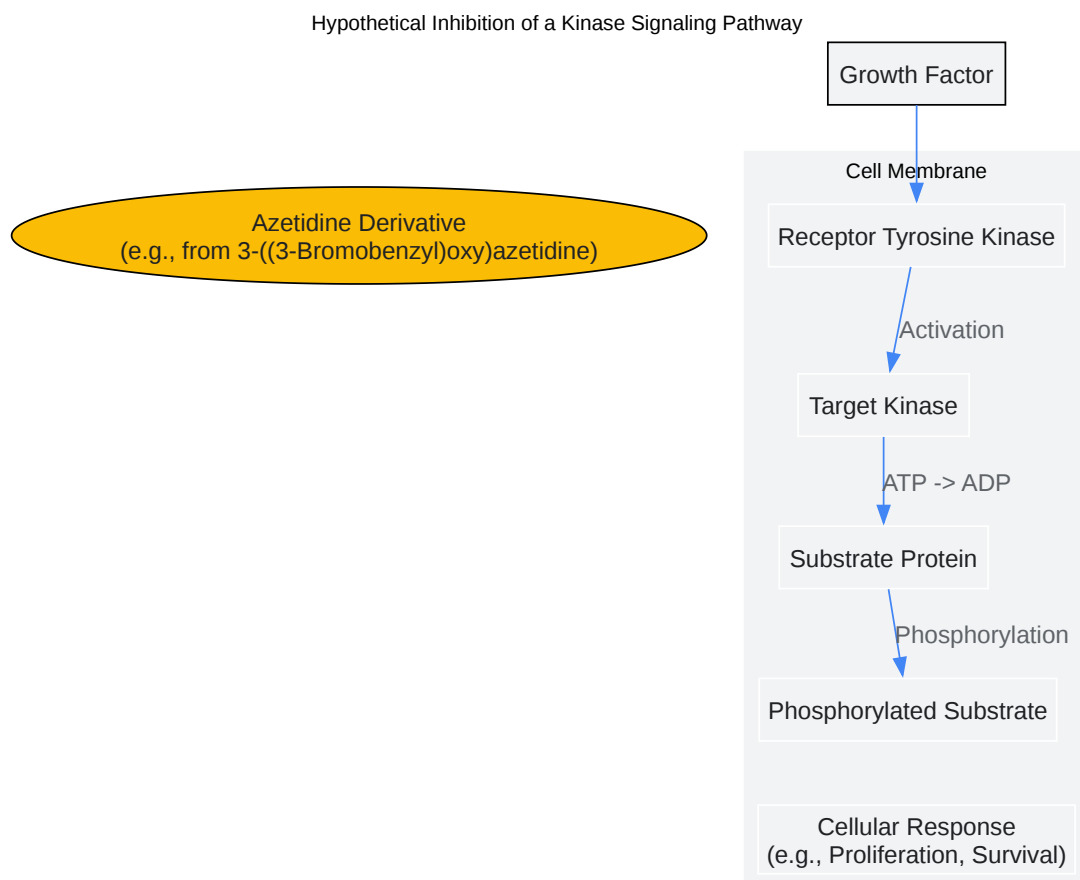 Hypothetical Inhibition of a Kinase Signaling Pathway
Growth Factor
Cell Membrane
Azetidine Derivative
(e.g., from 3-((3-Bromobenzyl)oxy)azetidine)
Receptor Tyrosine Kinase
Activation
Target Kinase
ATP -> ADP
Substrate Protein
Phosphorylation
Phosphorylated Substrate
Cellular Response
(e.g., Proliferation, Survival)